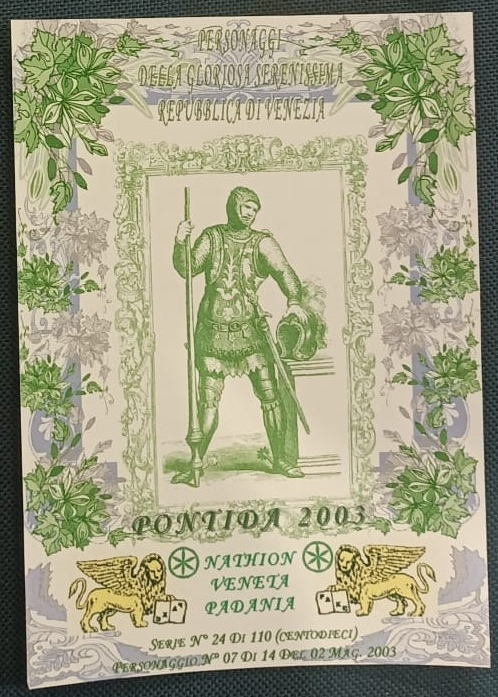 PERSONAGGI
DELLA GLORIOSA SERENISSIMA
REPUBBLICA DI VENEZIA
PONTIDA 2003
NATHION
VENETA
PADANIA
SERIE N° 24 DI 110 (CENTODIECI)
PERSONAGGIO N° 07 DI 14 DEL 02 MAG. 2003